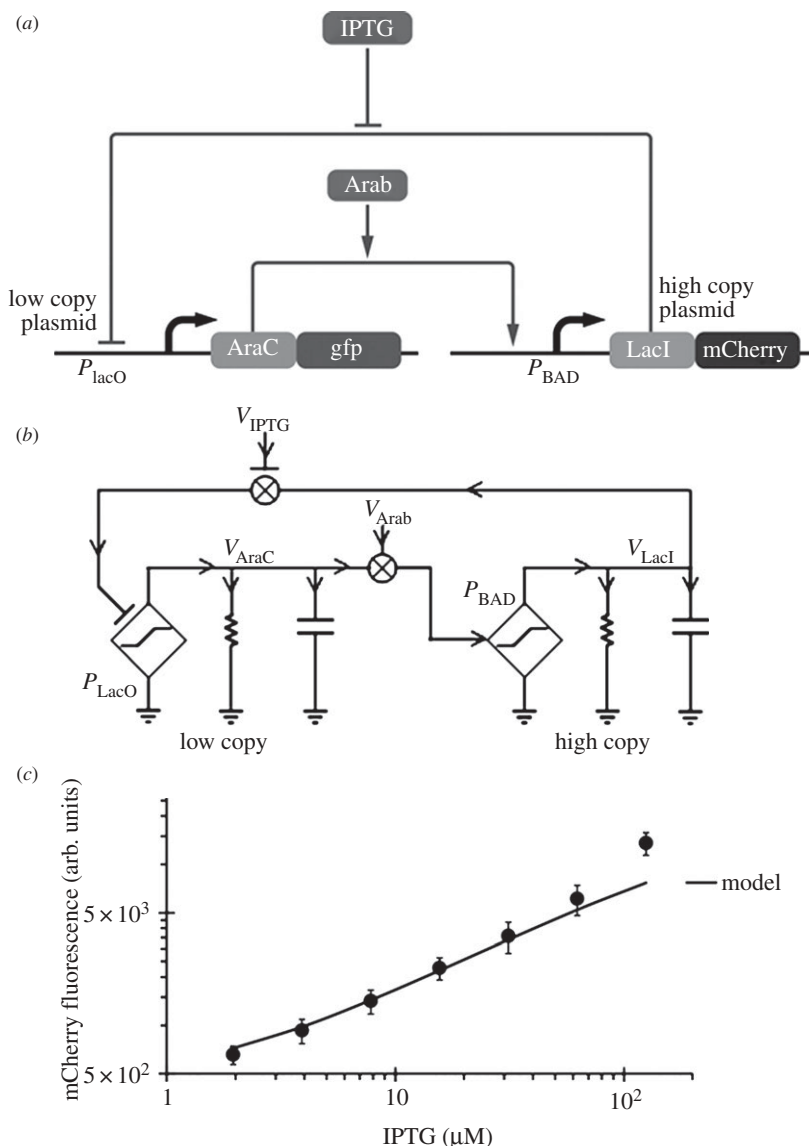 (a)
IPTG
Arab
low copy
plasmid
high copy
plasmid
AraC
gfp
LacI
mCherry
P_lacO
P_BAD
(b)
V_IPTG
V_Arab
V_AraC
V_LacI
P_BAD
P_LacO
low copy
high copy
(c)
mCherry fluorescence (arb. units)
5 × 10³
5 × 10²
model
1
10
10²
IPTG (μM)